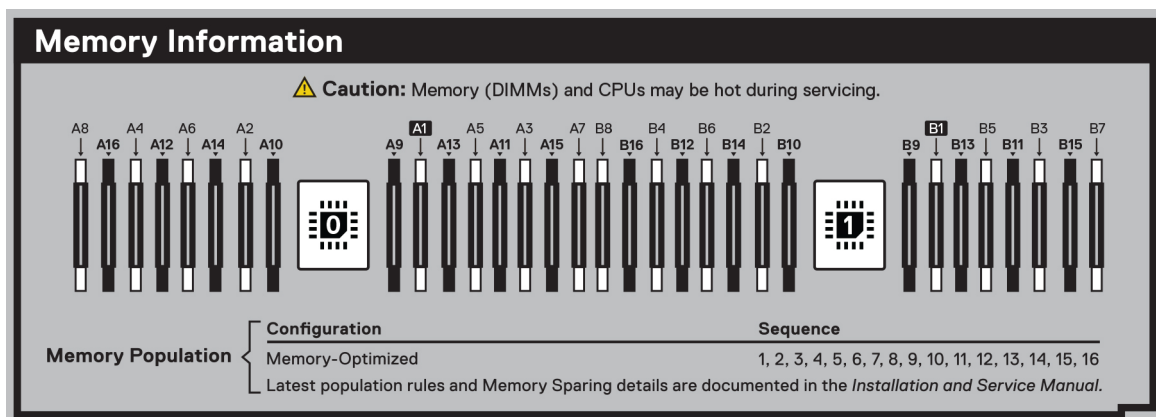 Memory Information
Caution: Memory (DIMMs) and CPUs may be hot during servicing.
A8 A4 A6 A2 A1 A5 A3 A7 B8 B4 B6 B2 B1 B5 B3 B7
A16 A12 A14 A10 A9 A13 A11 A15 B16 B12 B14 B10 B9 B13 B11 B15
0 1
Configuration Sequence
Memory Population
Memory-Optimized 1, 2, 3, 4, 5, 6, 7, 8, 9, 10, 11, 12, 13, 14, 15, 16
Latest population rules and Memory Sparing details are documented in the Installation and Service Manual.